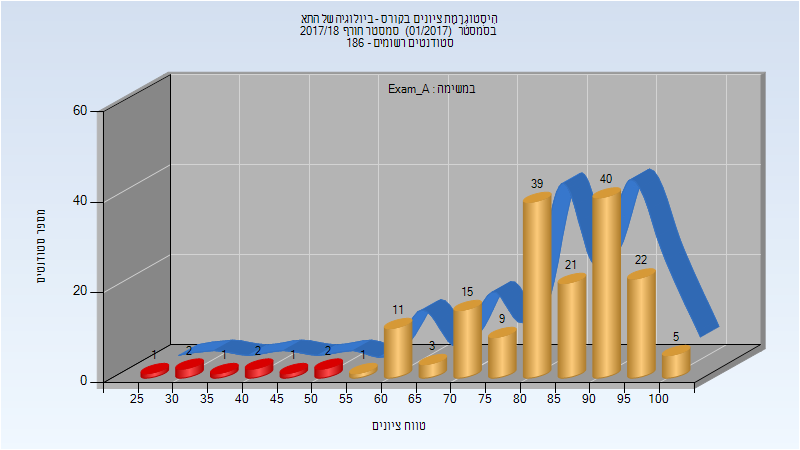 היסטוגרמת ציונים בקורס - ביולוגיה של התא
בסמסטר (01/2017) סמסטר חורף 2017/18
סטודנטים רשומים - 186
במשימה : Exam_A
מספר סטודנטים
60
40
20
0
1
2
1
2
1
2
1
11
3
15
9
39
21
40
22
5
25 30 35 40 45 50 55 60 65 70 75 80 85 90 95 100
טווח ציונים